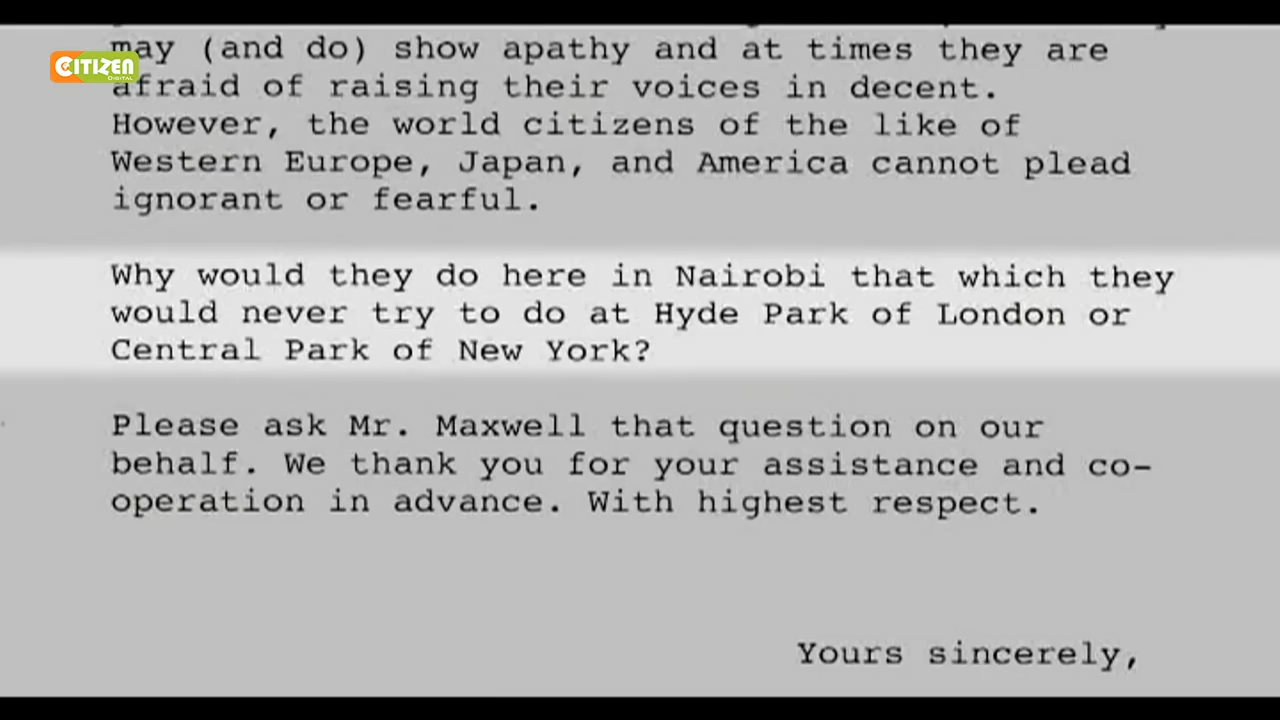 may (and do) show apathy and at times they are
CITIZEN
DIGITAL
afraid of raising their voices in decent.
However, the world citizens of the like of
Western Europe, Japan, and America cannot plead
ignorant or fearful.
Why would they do here in Nairobi that which they
would never try to do at Hyde Park of London or
Central Park of New York?
Please ask Mr. Maxwell that question on our
behalf. We thank you for your assistance and co-
operation in advance. With highest respect.
Yours sincerely,